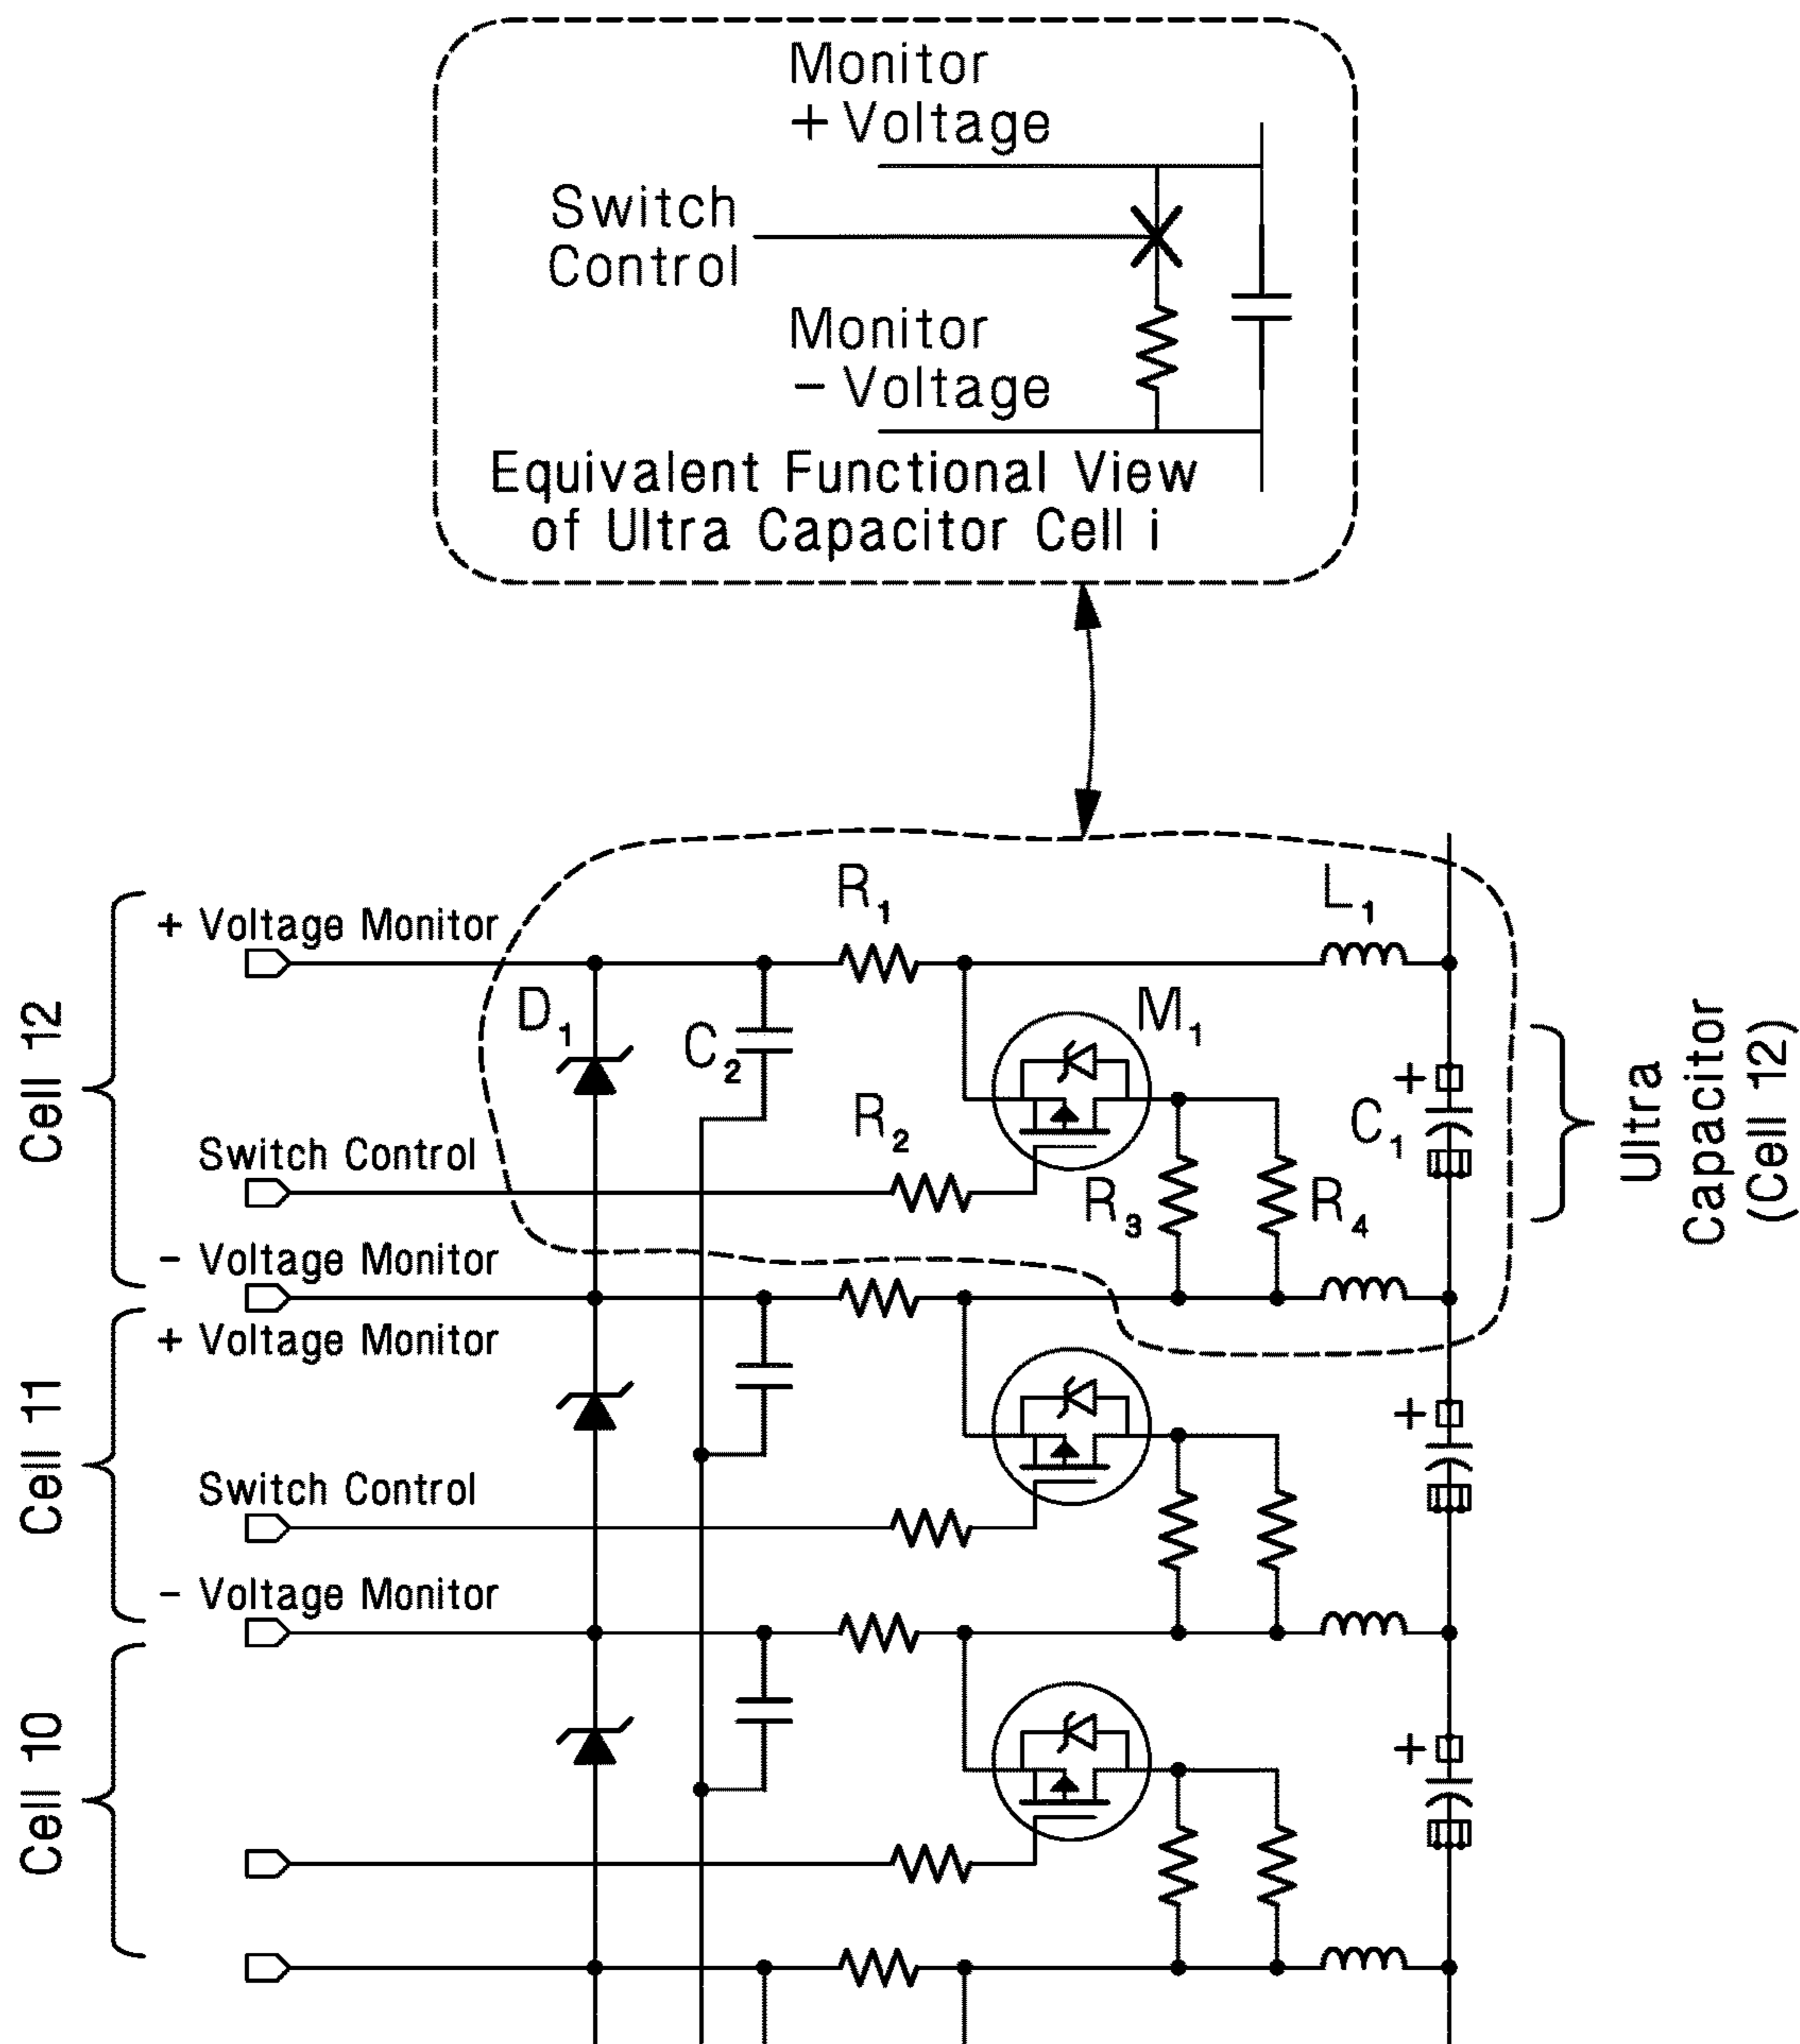 Monitor
+ Voltage
Switch
Control
Monitor
- Voltage
Equivalent Functional View
of Ultra Capacitor Cell i
Cell 12
+ Voltage Monitor
R1
L1
D1
C2
M1
Switch Control
R2
R3
R4
+
C1
Ultra
Capacitor
(Cell 12)
- Voltage Monitor
Cell 11
+ Voltage Monitor
+
Switch Control
- Voltage Monitor
Cell 10
+